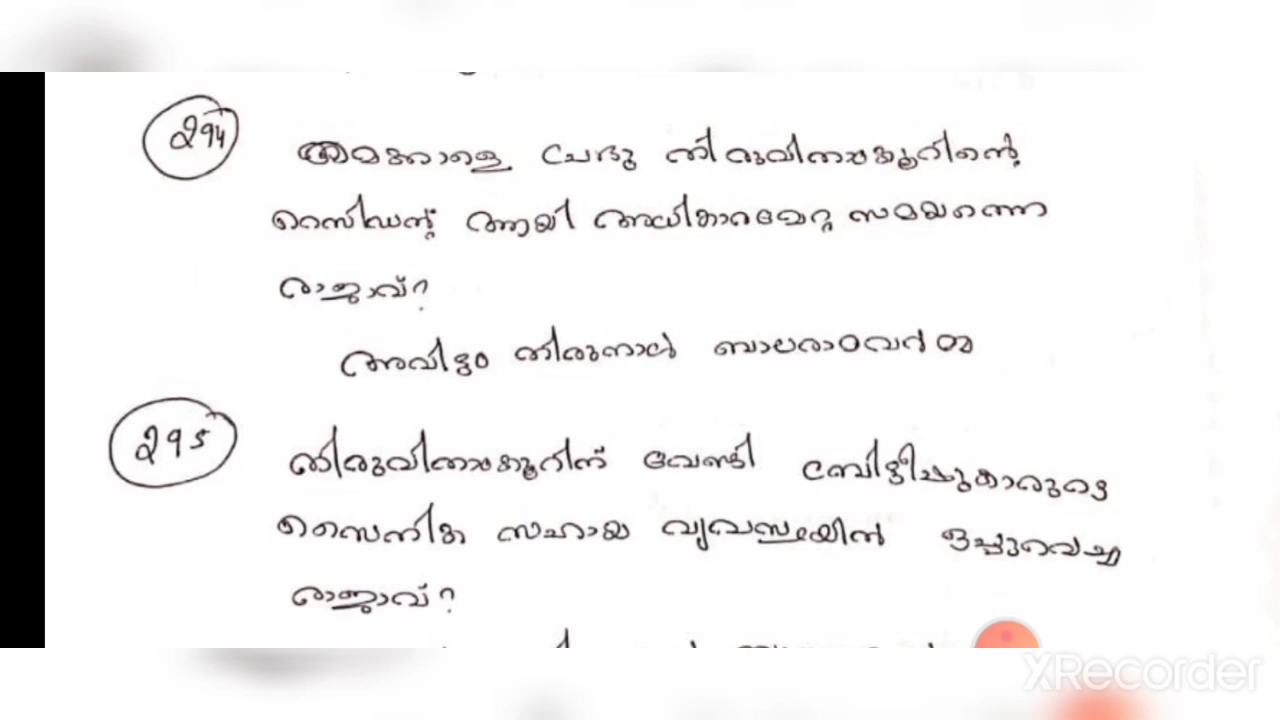 294
മെക്കാളെ പ്രഭു തിരുവിതാംകൂറിന്റെ
റെസിഡന്റ് ആയി അധികാരമേറ്റ സമയത്തെ
രാജാവ്?
അവിട്ടം തിരുനാൾ ബാലരാമവർമ്മ
295
തിരുവിതാംകൂറിന് വേണ്ടി ബ്രിട്ടീഷുകാരുടെ
സൈനിക സഹായ വ്യവസ്ഥയിൽ ഒപ്പുവെച്ച
രാജാവ്?
XRecorder